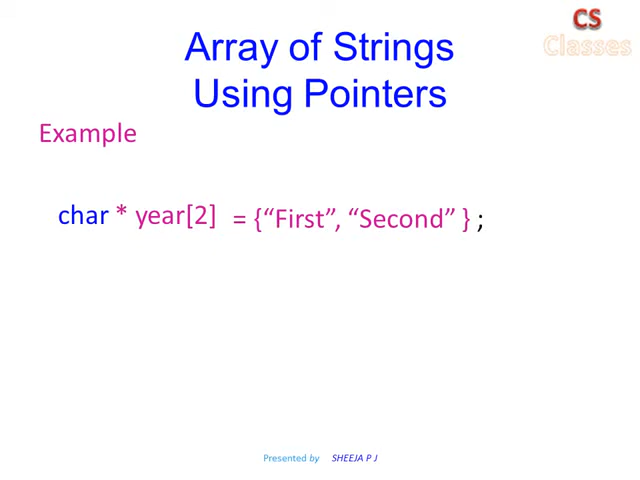 CS
Classes
Array of Strings
Using Pointers
Example
char * year[2] = {“First”, “Second” } ;
Presented by SHEEJA P J